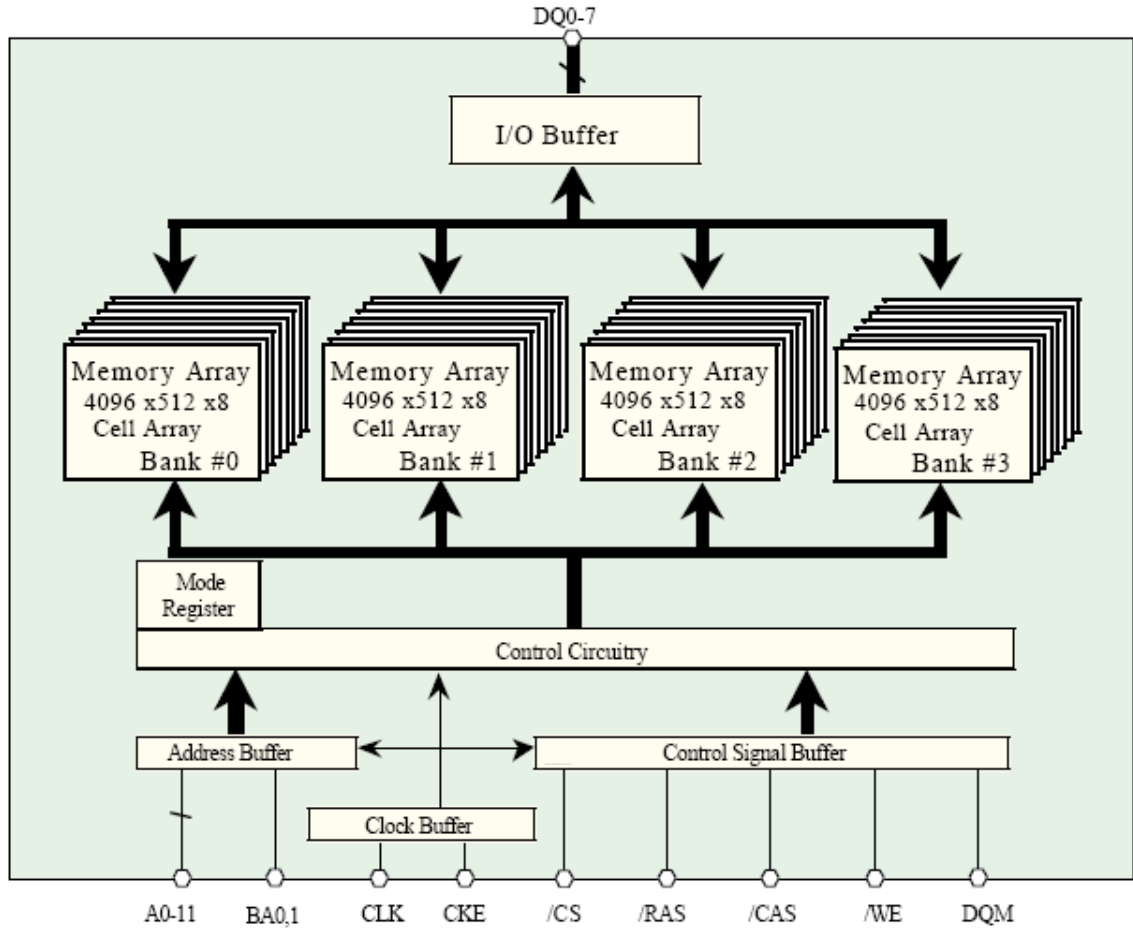 DQ0-7
I/O Buffer
Memory Array
4096 x512 x8
Cell Array
Bank #0
Memory Array
4096 x512 x8
Cell Array
Bank #1
Memory Array
4096 x512 x8
Cell Array
Bank #2
Memory Array
4096 x512 x8
Cell Array
Bank #3
Mode
Register
Control Circuitry
Address Buffer
Control Signal Buffer
Clock Buffer
A0-11
BA0,1
CLK
CKE
/CS
/RAS
/CAS
/WE
DQM